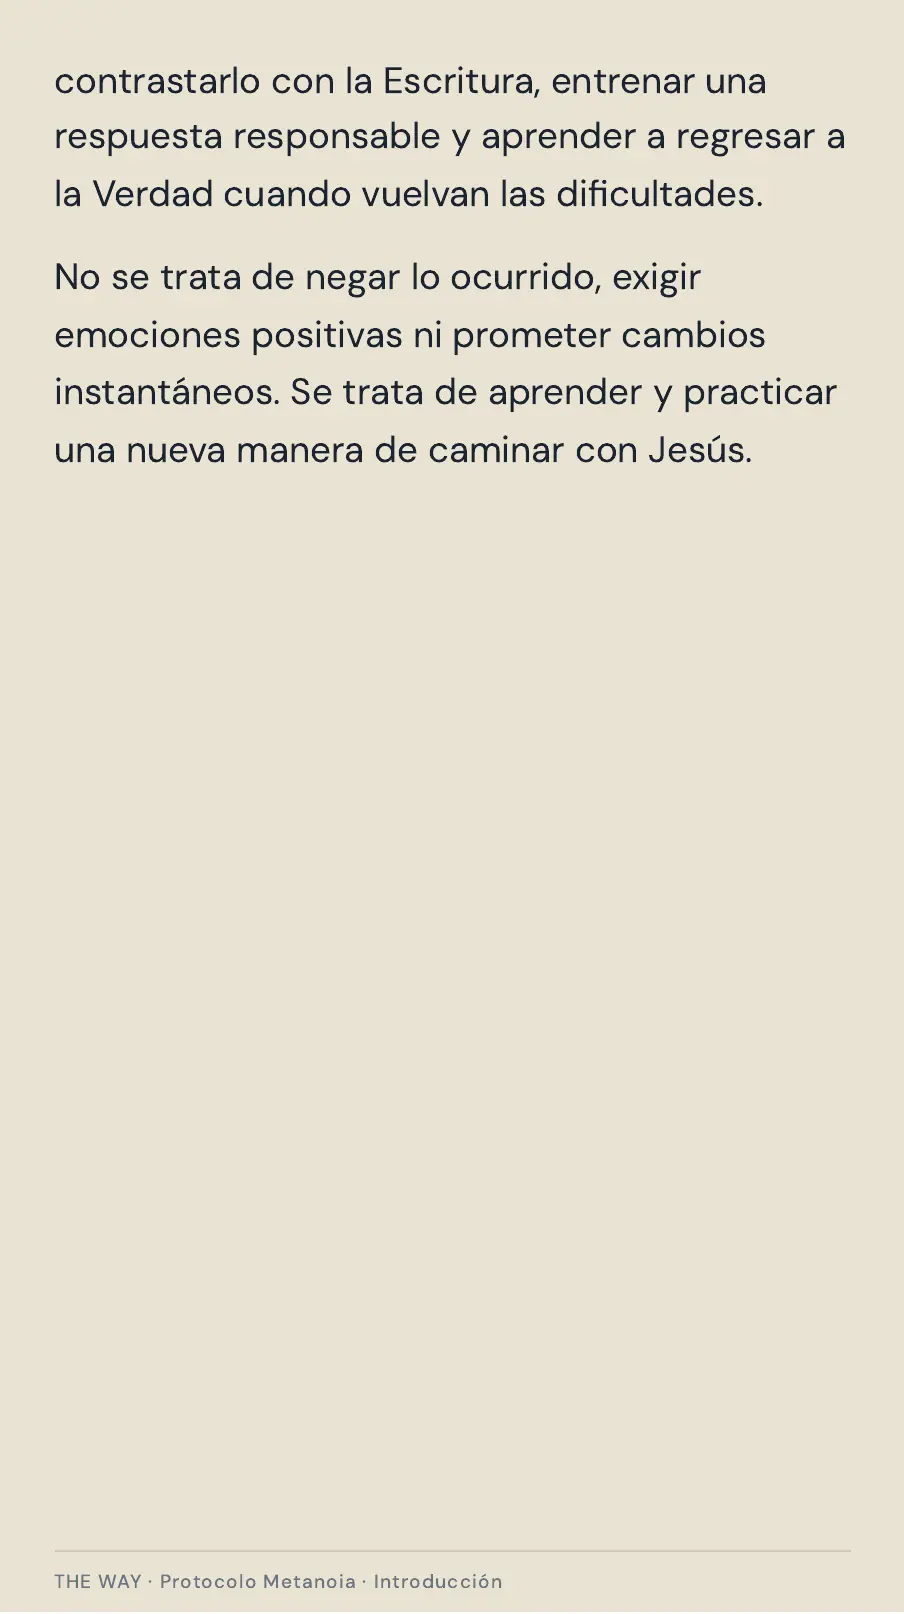 contrastarlo con la Escritura, entrenar una
respuesta responsable y aprender a regresar a
la Verdad cuando vuelvan las dificultades.
No se trata de negar lo ocurrido, exigir
emociones positivas ni prometer cambios
instantáneos. Se trata de aprender y practicar
una nueva manera de caminar con Jesús.
THE WAY · Protocolo Metanoia · Introducción